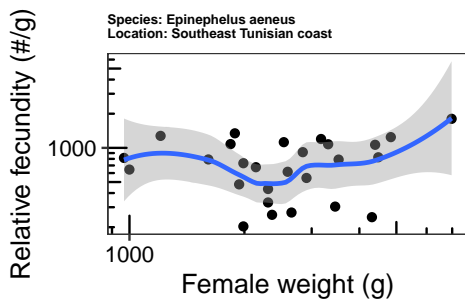 Species: Epinephelus aeneus
Location: Southeast Tunisian coast
Relative fecundity (#/g)
1000
1000
Female weight (g)